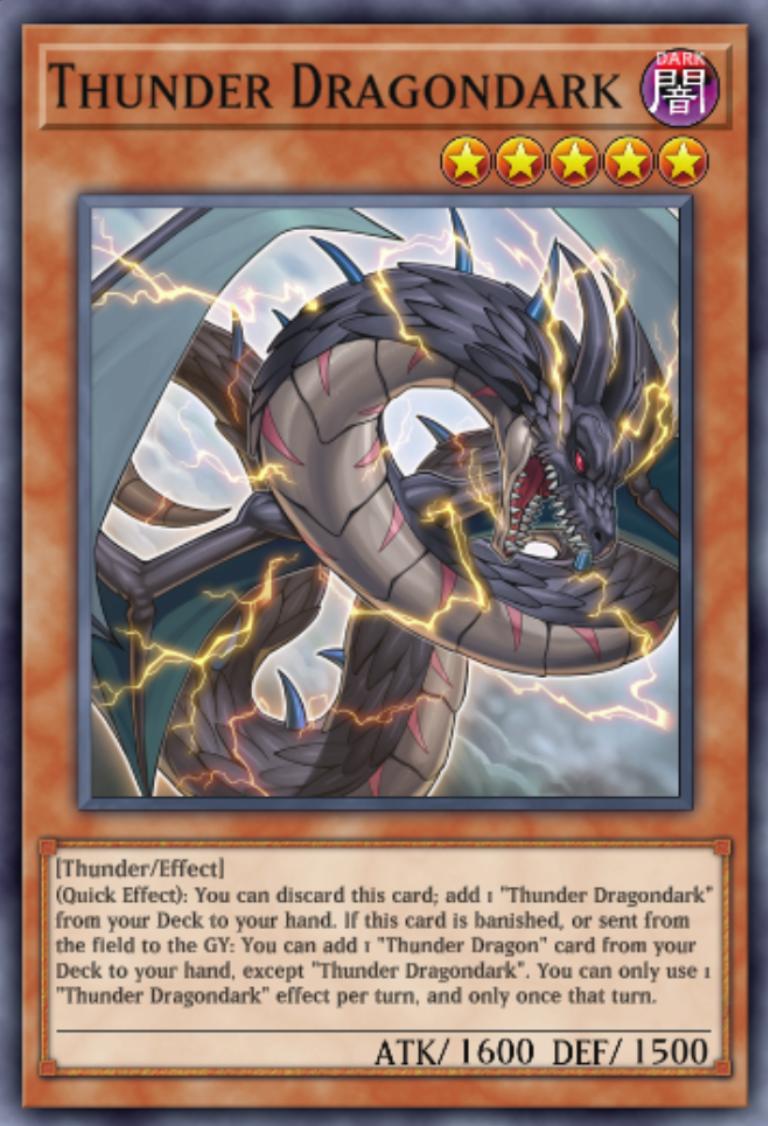 THUNDER DRAGONDARK
DARK
闇
[Thunder/Effect]
(Quick Effect): You can discard this card; add 1 "Thunder Dragondark"
from your Deck to your hand. If this card is banished, or sent from
the field to the GY: You can add 1 "Thunder Dragon" card from your
Deck to your hand, except "Thunder Dragondark". You can only use 1
"Thunder Dragondark" effect per turn, and only once that turn.
ATK/ 1600 DEF/ 1500